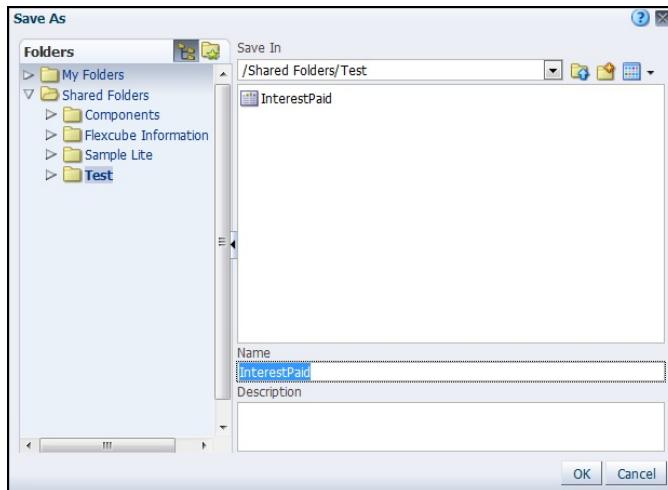 Save As
Folders
My Folders
Shared Folders
Components
Flexcube Information
Sample Lite
Test
Save In
/Shared Folders/Test
InterestPaid
Name
InterestPaid
Description
OK
Cancel